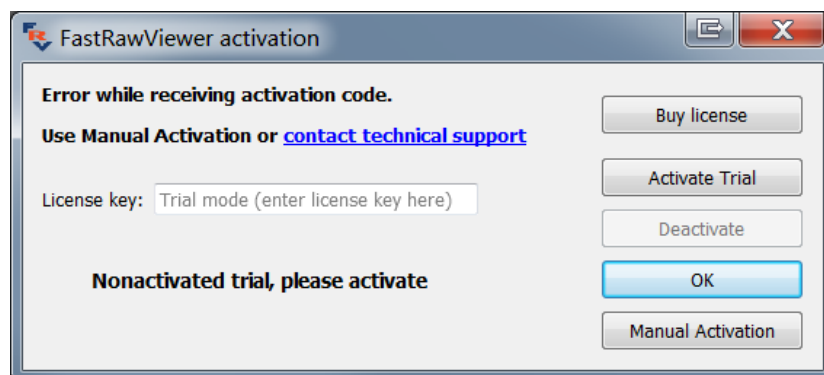 FastRawViewer activation
Error while receiving activation code.
Use Manual Activation or contact technical support
License key: Trial mode (enter license key here)
Nonactivated trial, please activate
Buy license
Activate Trial
Deactivate
OK
Manual Activation